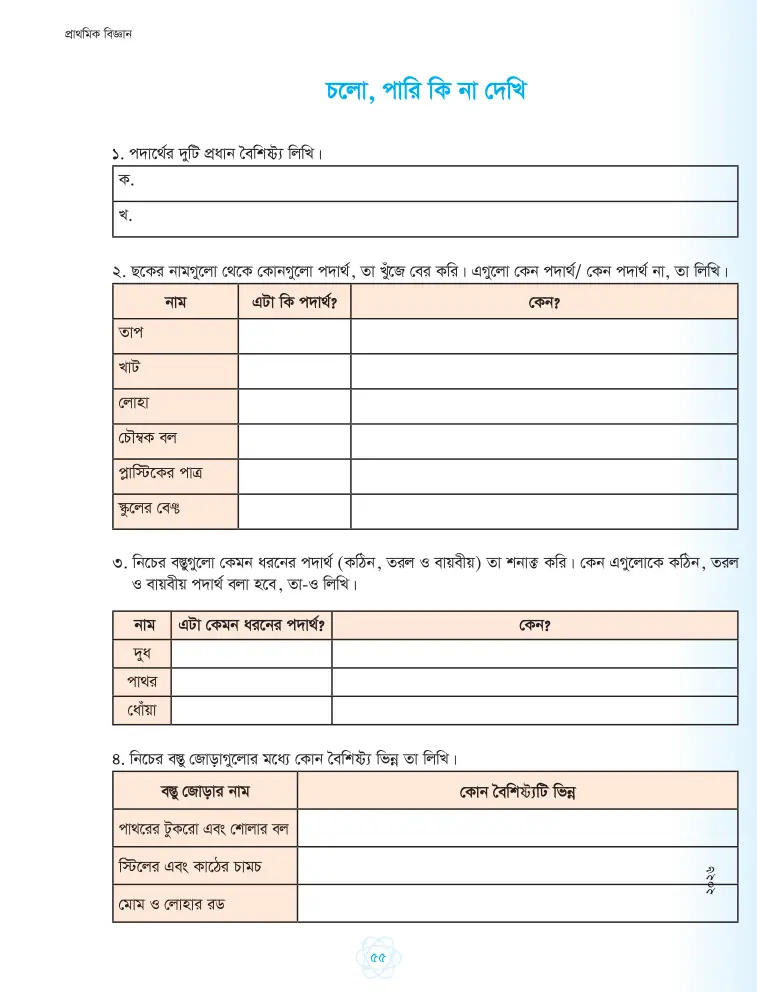 প্রাথমিক বিজ্ঞান
চলো, পারি কি না দেখি
১. পদার্থের দুটি প্রধান বৈশিষ্ট্য লিখি।
ক.
খ.
২. ছকের নামগুলো থেকে কোনগুলো পদার্থ, তা খুঁজে বের করি। এগুলো কেন পদার্থ/ কেন পদার্থ না, তা লিখি।
নাম এটা কি পদার্থ? কেন?
তাপ
খাট
লোহা
চৌম্বক বল
প্লাস্টিকের পাত্র
স্কুলের বেঞ্চ
৩. নিচের বস্তুগুলো কেমন ধরনের পদার্থ (কঠিন, তরল ও বায়বীয়) তা শনাক্ত করি। কেন এগুলোকে কঠিন, তরল
ও বায়বীয় পদার্থ বলা হবে, তা-ও লিখি।
নাম এটা কেমন ধরনের পদার্থ? কেন?
দুধ
পাথর
ধোঁয়া
৪. নিচের বস্তু জোড়াগুলোর মধ্যে কোন বৈশিষ্ট্য ভিন্ন তা লিখি।
বস্তু জোড়ার নাম কোন বৈশিষ্ট্যটি ভিন্ন
পাথরের টুকরো এবং শোলার বল
স্টিলের এবং কাঠের চামচ
মোম ও লোহার রড
২০২৬
৫৫